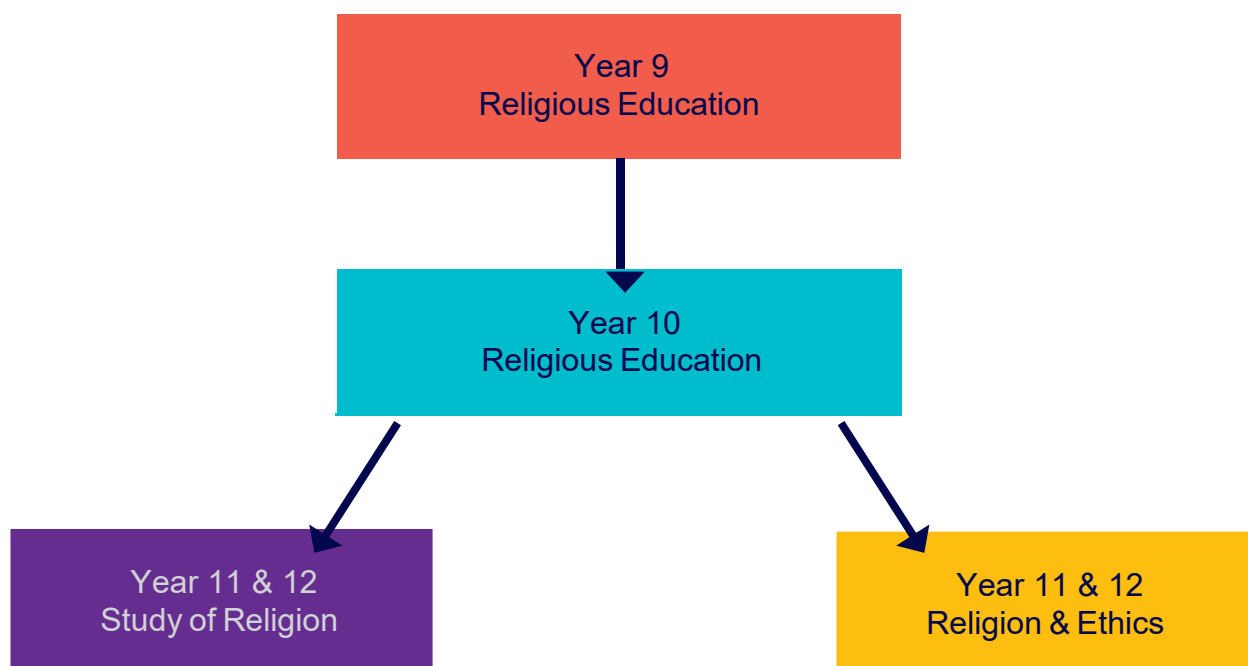 Year 9
Religious Education
Year 10
Religious Education
Year 11 & 12
Study of Religion
Year 11 & 12
Religion & Ethics